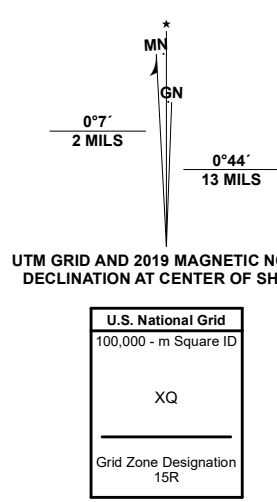 ★
MN
GN
0°7´
2 MILS
0°44´
13 MILS
UTM GRID AND 2019 MAGNETIC NO
DECLINATION AT CENTER OF SH
U.S. National Grid
100,000 - m Square ID
XQ
Grid Zone Designation
15R